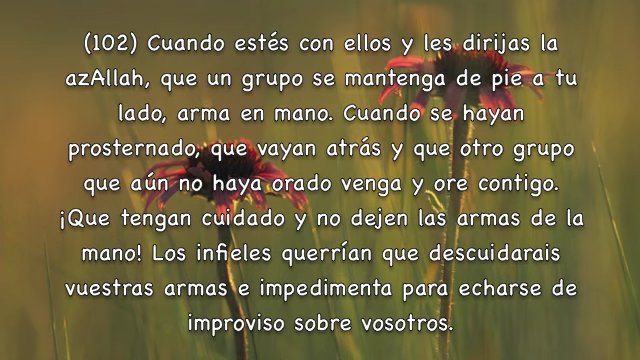 (102) Cuando estés con ellos y les dirijas la
azAllah, que un grupo se mantenga de pie a tu
lado, arma en mano. Cuando se hayan
prosternado, que vayan atrás y que otro grupo
que aún no haya orado venga y ore contigo.
¡Que tengan cuidado y no dejen las armas de la
mano! Los infieles querrían que descuidarais
vuestras armas e impedimenta para echarse de
improviso sobre vosotros.